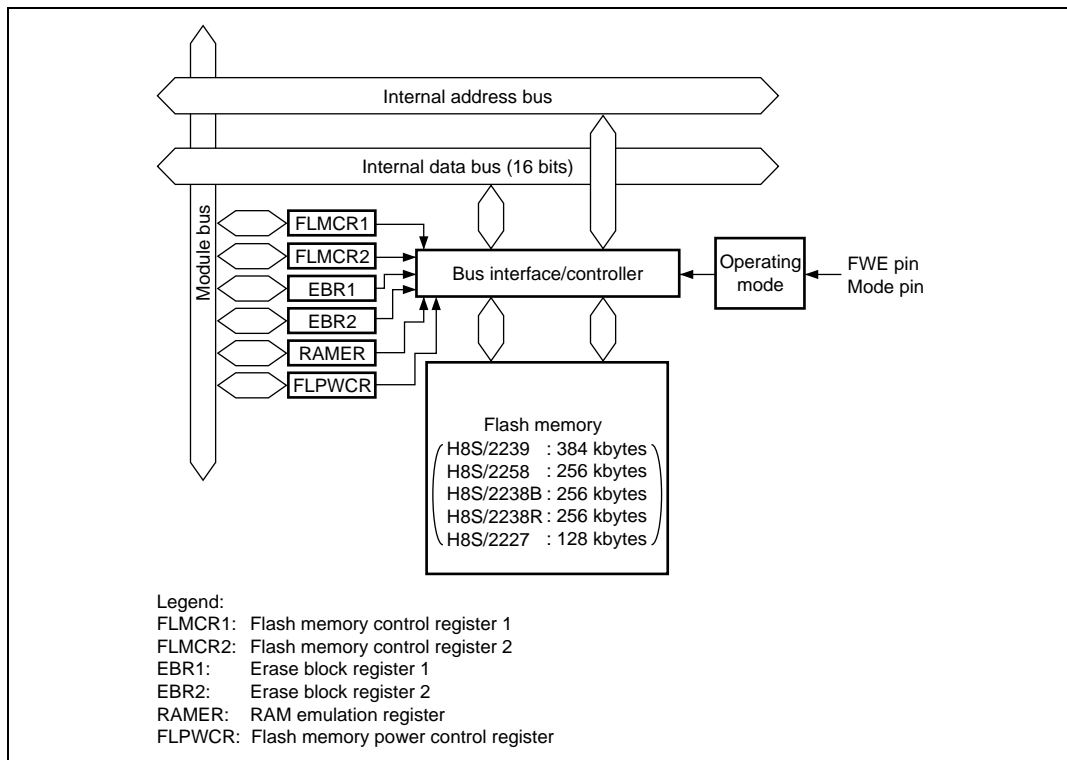 Internal address bus
Internal data bus (16 bits)
Module bus
FLMCR1
FLMCR2
EBR1
EBR2
RAMER
FLPWCR
Bus interface/controller
Operating
mode
FWE pin
Mode pin
Flash memory
H8S/2239 : 384 kbytes
H8S/2258 : 256 kbytes
H8S/2238B : 256 kbytes
H8S/2238R : 256 kbytes
H8S/2227 : 128 kbytes
Legend:
FLMCR1: Flash memory control register 1
FLMCR2: Flash memory control register 2
EBR1: Erase block register 1
EBR2: Erase block register 2
RAMER: RAM emulation register
FLPWCR: Flash memory power control register